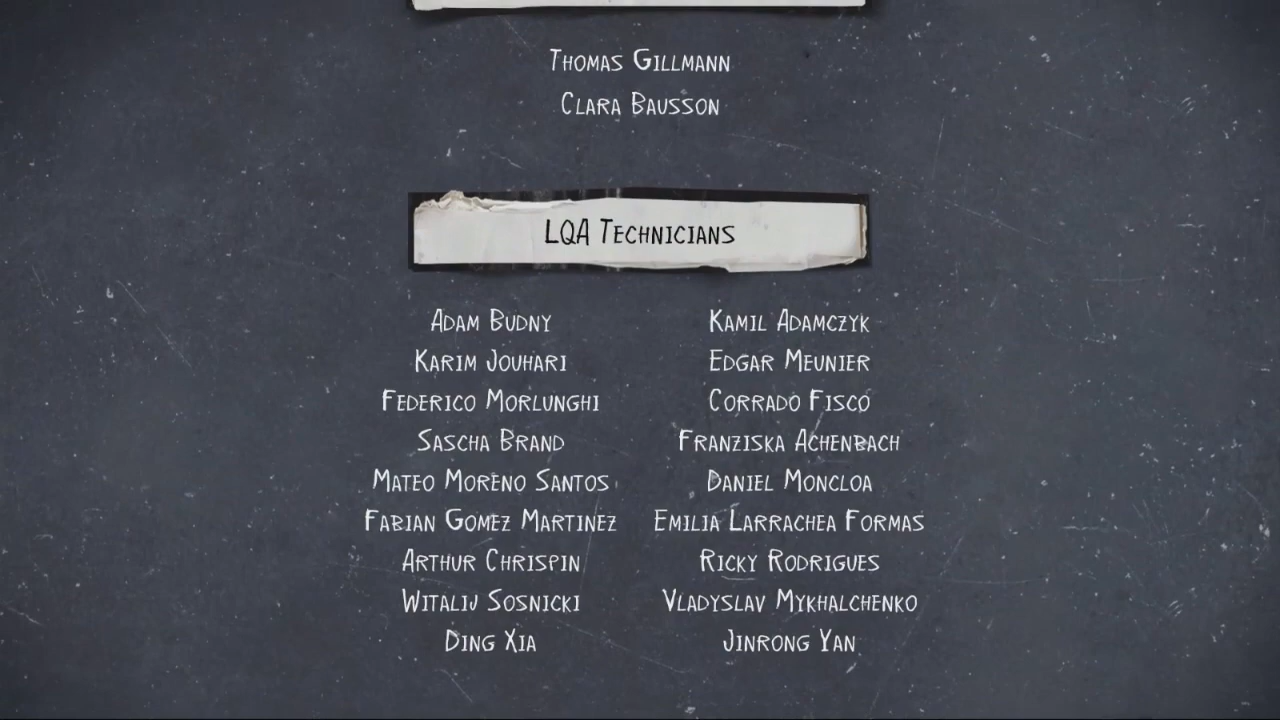 Thomas Gillmann
Clara Bausson
LQA Technicians
Adam Budny Kamil Adamczyk
Karim Jouhari Edgar Meunier
Federico Morlunghi Corrado Fisco
Sascha Brand Franziska Achenbach
Mateo Moreno Santos Daniel Moncloa
Fabian Gomez Martinez Emilia Larrachea Formas
Arthur Chrispin Ricky Rodrigues
Witalij Sosnicki Vladyslav Mykhalchenko
Ding Xia Jinrong Yan